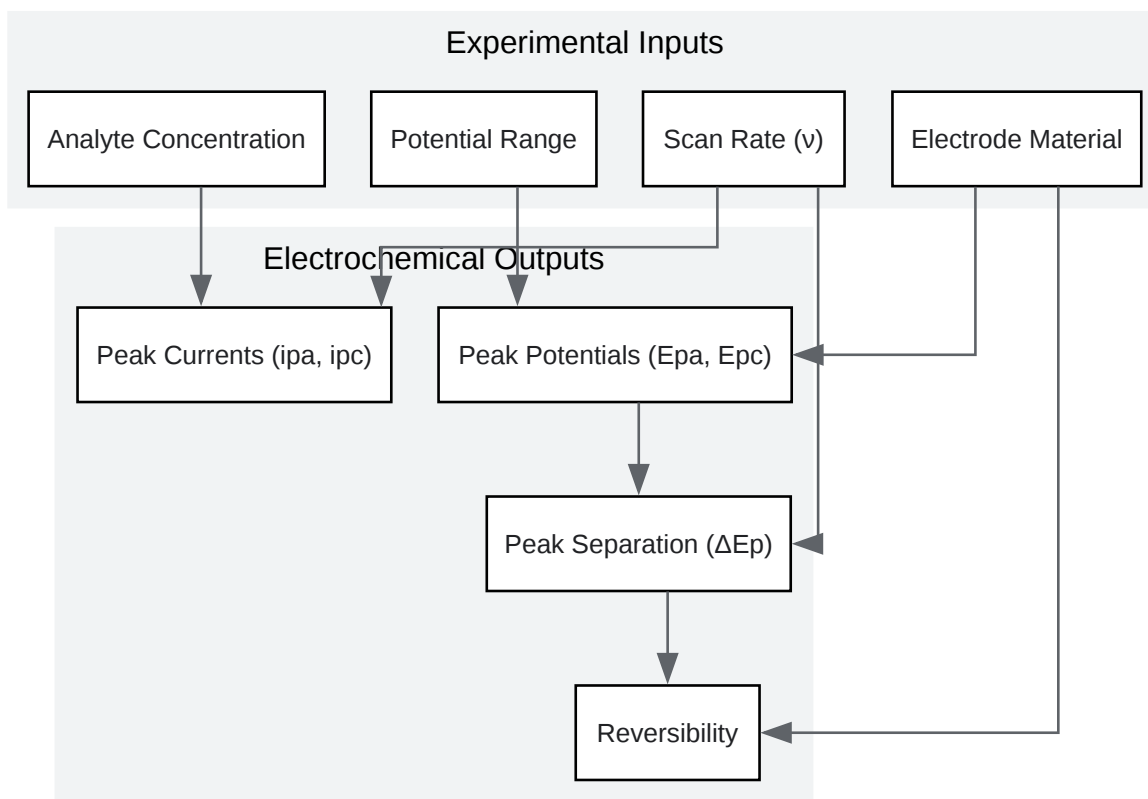 Experimental Inputs
Analyte Concentration
Potential Range
Scan Rate (ν)
Electrode Material
Electrochemical Outputs
Peak Currents (ipa, ipc)
Peak Potentials (Epa, Epc)
Peak Separation (ΔEp)
Reversibility